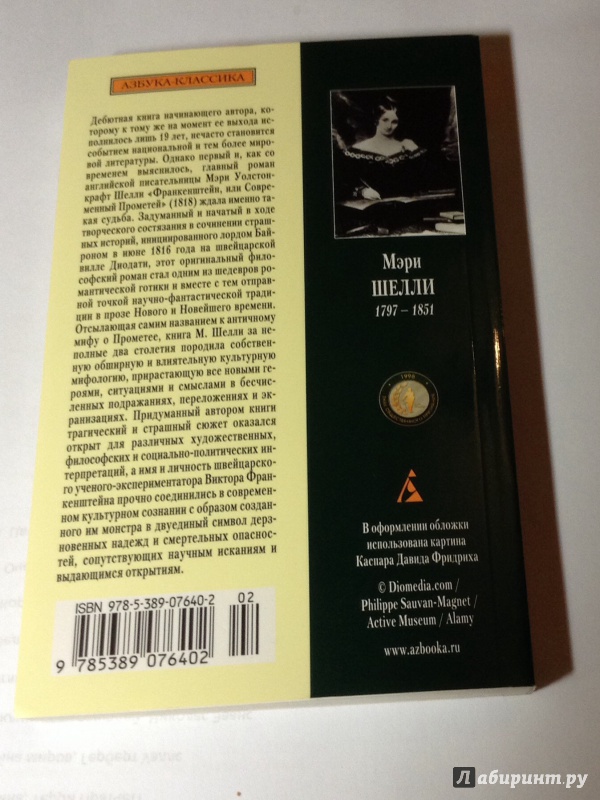 АЗБУКА-КЛАССИКА
Дебютная книга начинающего автора, ко-
торому к тому же на момент ее выхода ис-
полнилось лишь 19 лет, нечасто становится
событием национальной и тем более миро-
вой литературы. Однако первый и, как со
временем выяснилось, главный роман
английской писательницы Мэри Уолстон-
крафт Шелли «Франкенштейн, или Совре-
менный Прометей» (1818) ждала именно та-
кая судьба. Задуманный и начатый в ходе
творческого состязания в сочинении страш-
ных историй, инициированного лордом Бай-
роном в июне 1816 года на швейцарской
вилле Диодати, этот оригинальный фило-
софский роман стал одним из шедевров ро-
мантической готики и вместе с тем отправ-
ной точкой научно-фантастической тради-
ции в прозе Нового и Новейшего времени.
Отсылающая самим названием к античному
мифу о Прометее, книга М. Шелли за не-
полные два столетия породила собствен-
ную обширную и влиятельную культурную
мифологию, прирастающую все новыми ге-
роями, ситуациями и смыслами в бесчис-
ленных подражаниях, переложениях и эк-
ранизациях. Придуманный автором книги
трагический и страшный сюжет оказался
открыт для различных художественных,
философских и социально-политических ин-
терпретаций, а имя и личность швейцарско-
го ученого-экспериментатора Виктора Фран-
кенштейна прочно соединились в современ-
ном культурном сознании с образом создан-
ного им монстра в двуединый символ дерз-
новенных надежд и смертельных опаснос-
тей, сопутствующих научным исканиям и
выдающимся открытиям.
ISBN 978-5-389-07640-2 02
9 785389 076402
Мэри
ШЕЛЛИ
1797 – 1851
1996
В оформлении обложки
использована картина
Каспара Давида Фридриха
© Diomedia.com /
Philippe Sauvan-Magnet /
Active Museum / Alamy
www.azbooka.ru
Лабиринт.ру